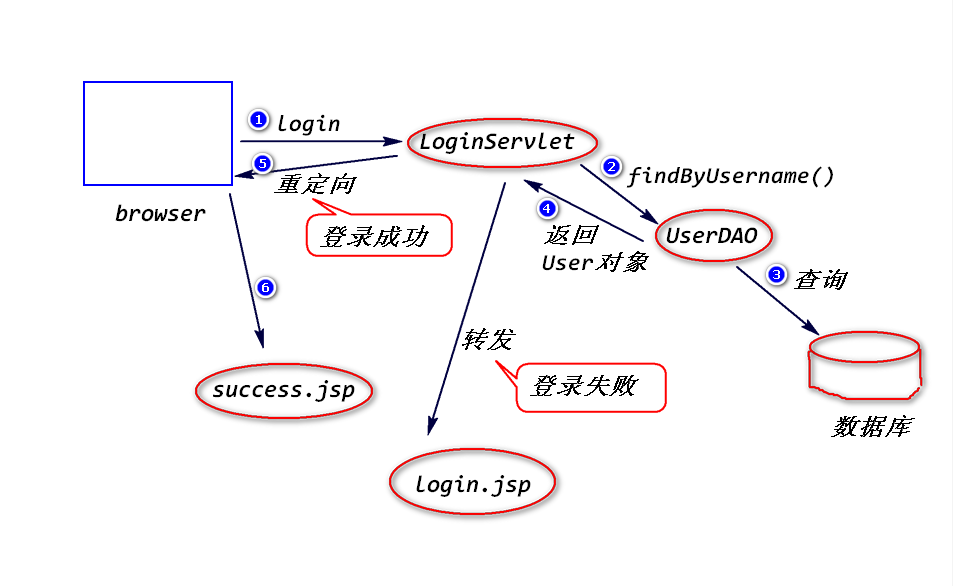 1 login
LoginServlet
5
重定向
2 findByUsername()
browser
登录成功
4
返回
User对象
UserDAO
3 查询
6
转发
success.jsp
登录失败
数据库
login.jsp